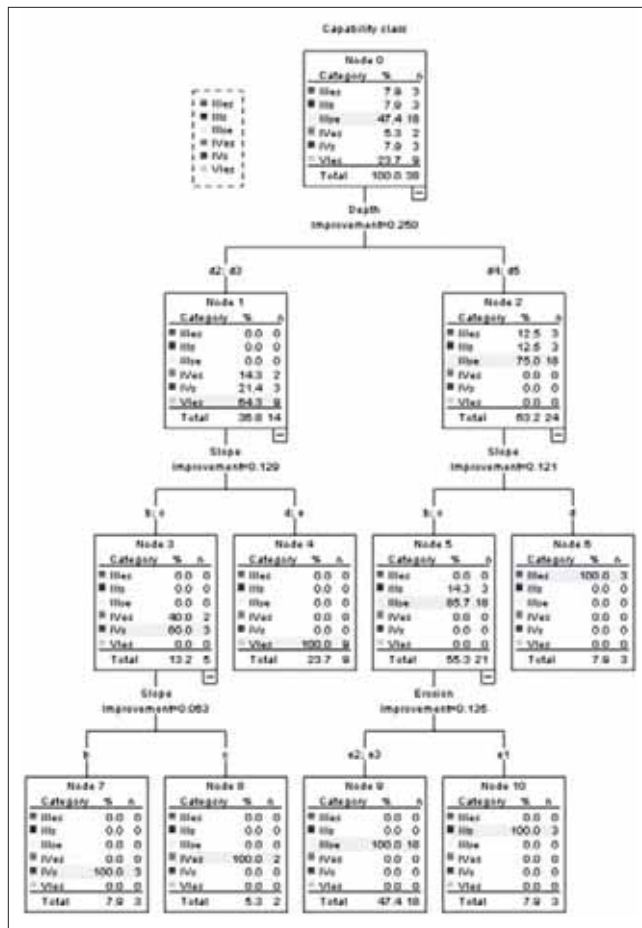 Capability class
Node 0
Category % n
IIIes 7.9 3
IIIs 7.9 3
IIIse 47.4 18
IVes 5.3 2
IVs 7.9 3
VIes 23.7 9
Total 100.0 38
IIIes
IIIs
IIIse
IVes
IVs
VIes
Depth
Improvement=0.250
d2; d3
d4; d5
Node 1
Category % n
IIIes 0.0 0
IIIs 0.0 0
IIIse 0.0 0
IVes 14.3 2
IVs 21.4 3
VIes 64.3 9
Total 36.8 14
Node 2
Category % n
IIIes 12.5 3
IIIs 12.5 3
IIIse 75.0 18
IVes 0.0 0
IVs 0.0 0
VIes 0.0 0
Total 63.2 24
Slope
Improvement=0.129
Slope
Improvement=0.121
b; c
d; e
b; c
d
Node 3
Category % n
IIIes 0.0 0
IIIs 0.0 0
IIIse 0.0 0
IVes 40.0 2
IVs 60.0 3
VIes 0.0 0
Total 13.2 5
Node 4
Category % n
IIIes 0.0 0
IIIs 0.0 0
IIIse 0.0 0
IVes 0.0 0
IVs 0.0 0
VIes 100.0 9
Total 23.7 9
Node 5
Category % n
IIIes 0.0 0
IIIs 14.3 3
IIIse 85.7 18
IVes 0.0 0
IVs 0.0 0
VIes 0.0 0
Total 55.3 21
Node 6
Category % n
IIIes 100.0 3
IIIs 0.0 0
IIIse 0.0 0
IVes 0.0 0
IVs 0.0 0
VIes 0.0 0
Total 7.9 3
Slope
Improvement=0.063
Erosion
Improvement=0.135
b
c
e2; e3
e1
Node 7
Category % n
IIIes 0.0 0
IIIs 0.0 0
IIIse 0.0 0
IVes 0.0 0
IVs 100.0 3
VIes 0.0 0
Total 7.9 3
Node 8
Category % n
IIIes 0.0 0
IIIs 0.0 0
IIIse 0.0 0
IVes 100.0 2
IVs 0.0 0
VIes 0.0 0
Total 5.3 2
Node 9
Category % n
IIIes 0.0 0
IIIs 0.0 0
IIIse 100.0 18
IVes 0.0 0
IVs 0.0 0
VIes 0.0 0
Total 47.4 18
Node 10
Category % n
IIIes 0.0 0
IIIs 100.0 3
IIIse 0.0 0
IVes 0.0 0
IVs 0.0 0
VIes 0.0 0
Total 7.9 3